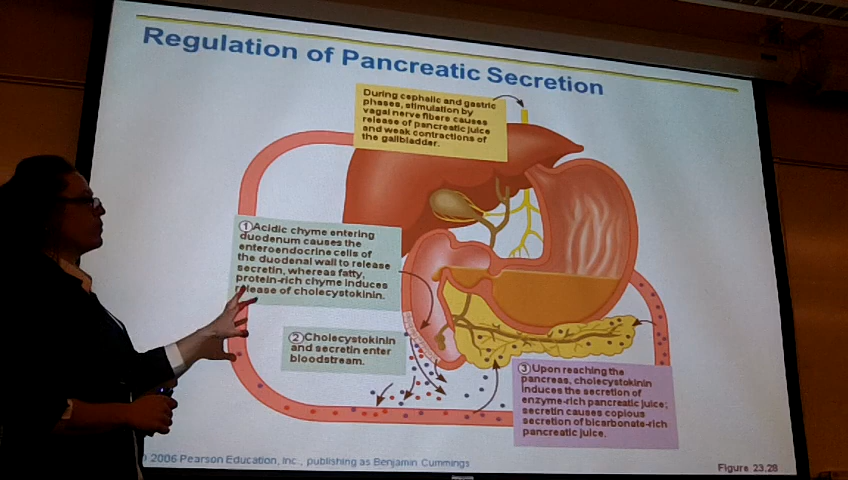 Regulation of Pancreatic Secretion
During cephalic and gastric
phases, stimulation by
vagal nerve fibers causes
release of pancreatic juice
and weak contractions of
the gallbladder.
①Acidic chyme entering
duodenum causes the
enteroendocrine cells of
the duodenal wall to release
secretin, whereas fatty,
protein-rich chyme induces
release of cholecystokinin.
②Cholecystokinin
and secretin enter
bloodstream.
③Upon reaching the
pancreas, cholecystokinin
induces the secretion of
enzyme-rich pancreatic juice;
secretin causes copious
secretion of bicarbonate-rich
pancreatic juice.
© 2006 Pearson Education, Inc., publishing as Benjamin Cummings
Figure 23.28